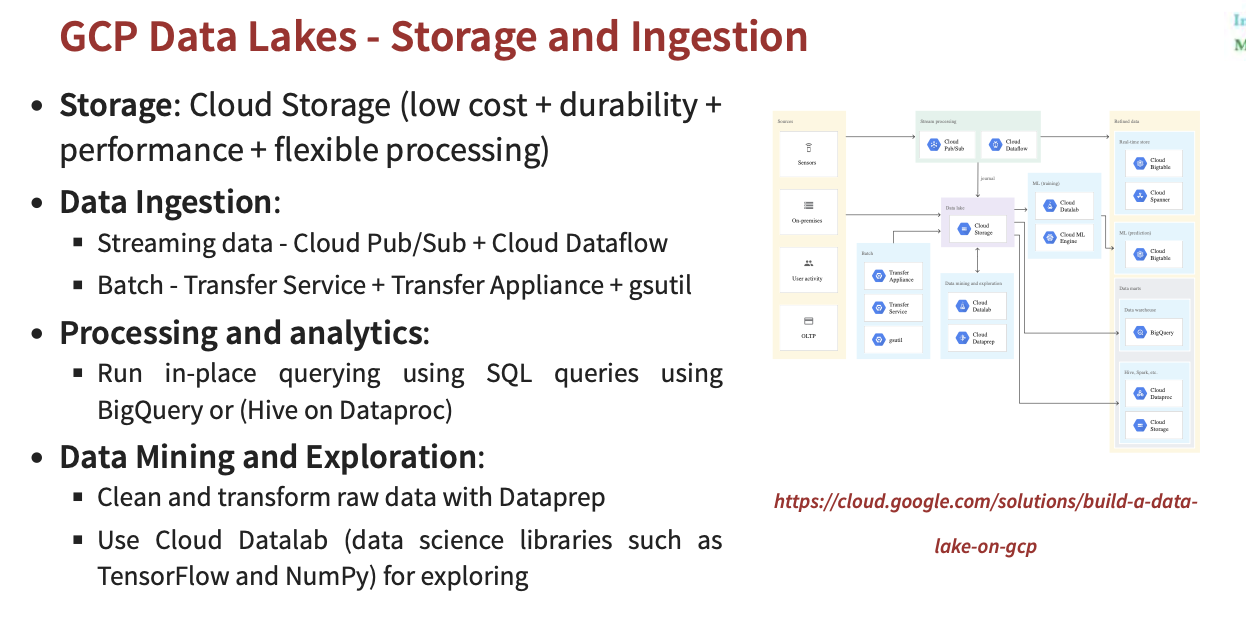 GCP Data Lakes - Storage and Ingestion
• Storage: Cloud Storage (low cost + durability +
performance + flexible processing)
• Data Ingestion:
▪ Streaming data - Cloud Pub/Sub + Cloud Dataflow
▪ Batch - Transfer Service + Transfer Appliance + gsutil
• Processing and analytics:
▪ Run in-place querying using SQL queries using
BigQuery or (Hive on Dataproc)
• Data Mining and Exploration:
▪ Clean and transform raw data with Dataprep
▪ Use Cloud Datalab (data science libraries such as
TensorFlow and NumPy) for exploring
Sources
Sensors
On-premises
User activity
OLTP
Stream processing
Cloud
Pub/Sub
Cloud
Dataflow
journal
Data lake
Cloud
Storage
Batch
Transfer
Appliance
Transfer
Service
gsutil
Data mining and exploration
Cloud
Datalab
Cloud
Dataprep
ML (training)
Cloud
Datalab
Cloud ML
Engine
Refined data
Real-time store
Cloud
Bigtable
Cloud
Spanner
ML (prediction)
Cloud
Bigtable
Data marts
Data warehouse
BigQuery
Hive, Spark, etc.
Cloud
Dataproc
Cloud
Storage
https://cloud.google.com/solutions/build-a-data-
lake-on-gcp